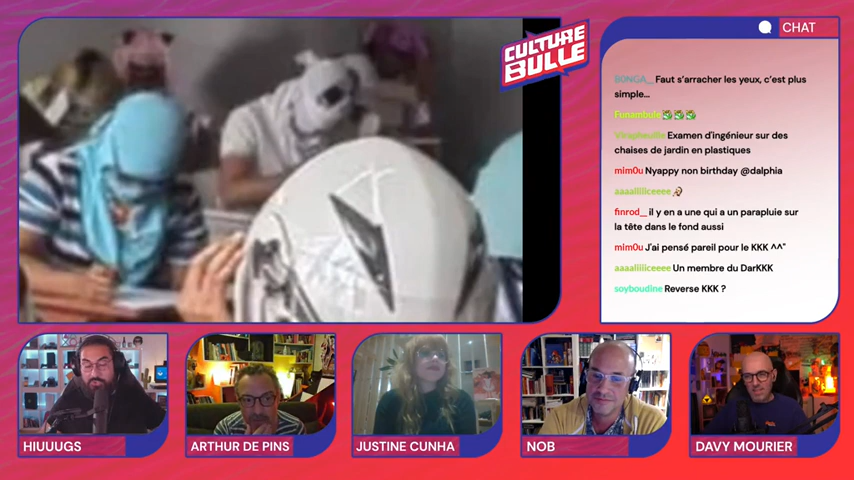 CULTURE
BULLE
CHAT
Faut s'arracher les yeux, c'est plus
simple...
Funambule
Examen d'ingénieur sur des
chaises de jardin en plastiques
mim0u Nyappy non birthday @dalphia
aaaaliiliceeee
finrod__ il y en a une qui a un parapluie sur
la tête dans le fond aussi
mim0u J'ai pensé pareil pour le KKK ^^"
aaaaliiliceeee Un membre du DarKKK
soyboudine Reverse KKK ?
HIUUUGS
ARTHUR DE PINS
JUSTINE CUNHA
NOB
DAVY MOURIER